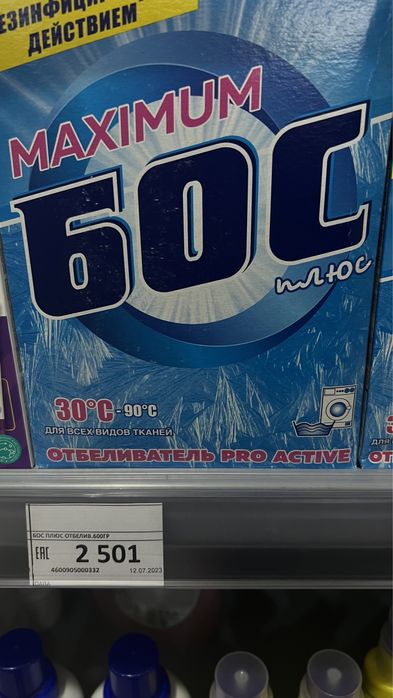 ДЕЙСТВИЕМ
MAXIMUM
БОС
плюс
30°C - 90°C
ДЛЯ ВСЕХ ВИДОВ ТКАНЕЙ
ОТБЕЛИВАТЕЛЬ PRO ACTIVE
БОС ПЛЮС ОТБЕЛИВ.600ГР
EAC 2 501
4600905000332 12.07.2023